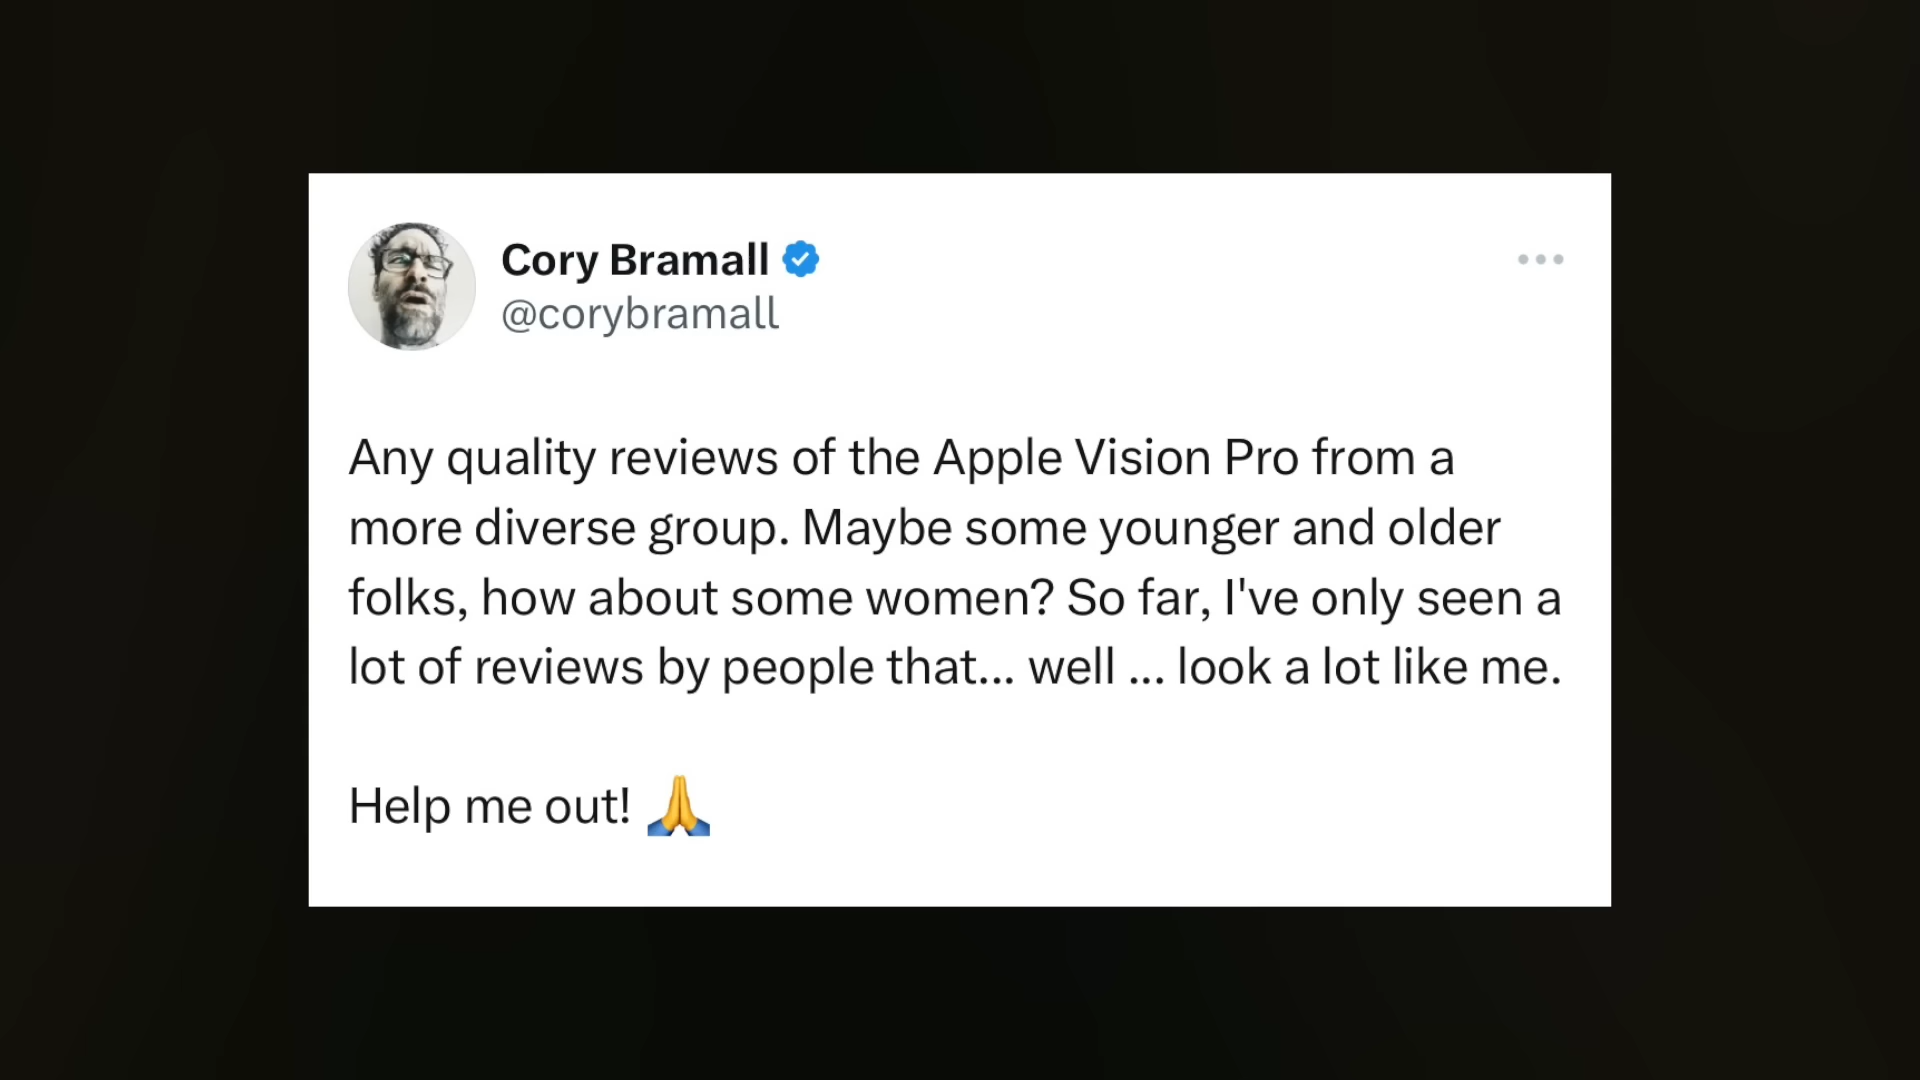 Cory Bramall
@corybramall
Any quality reviews of the Apple Vision Pro from a
more diverse group. Maybe some younger and older
folks, how about some women? So far, I've only seen a
lot of reviews by people that... well ... look a lot like me.
Help me out! 🙏